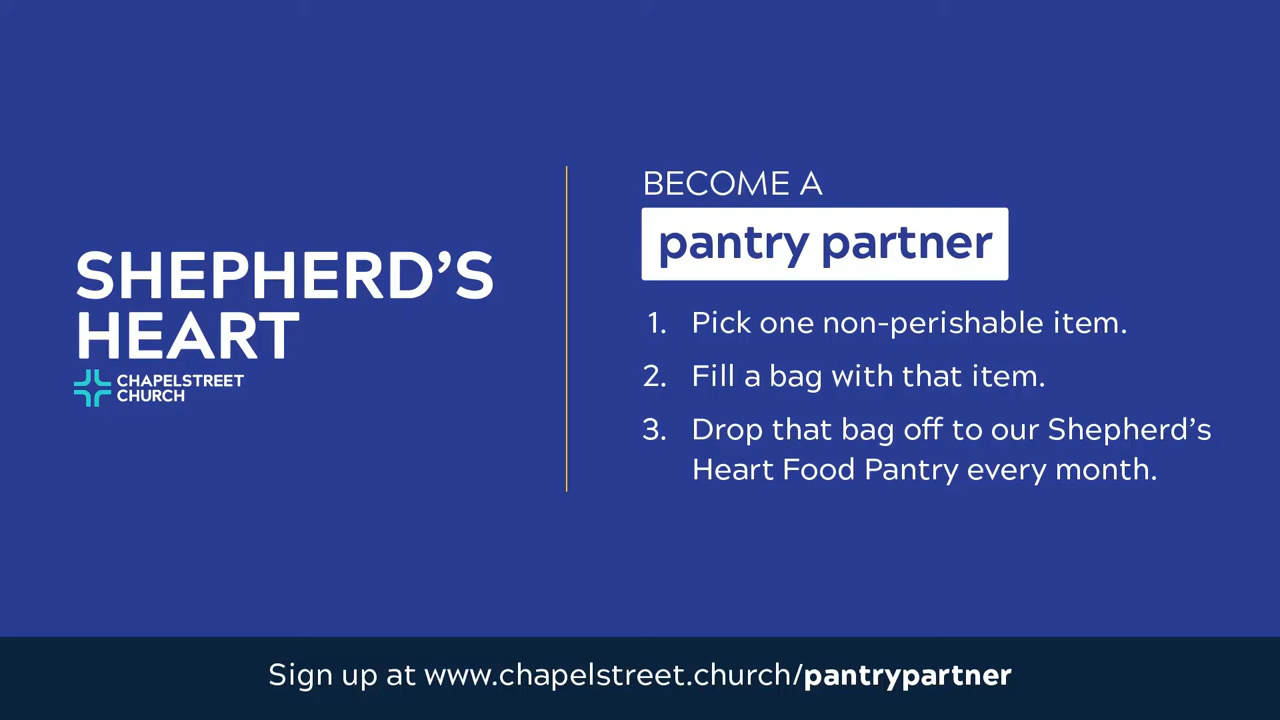 SHEPHERD’S
HEART
CHAPELSTREET
CHURCH
BECOME A
pantry partner
1. Pick one non-perishable item.
2. Fill a bag with that item.
3. Drop that bag off to our Shepherd’s
Heart Food Pantry every month.
Sign up at www.chapelstreet.church/pantrypartner